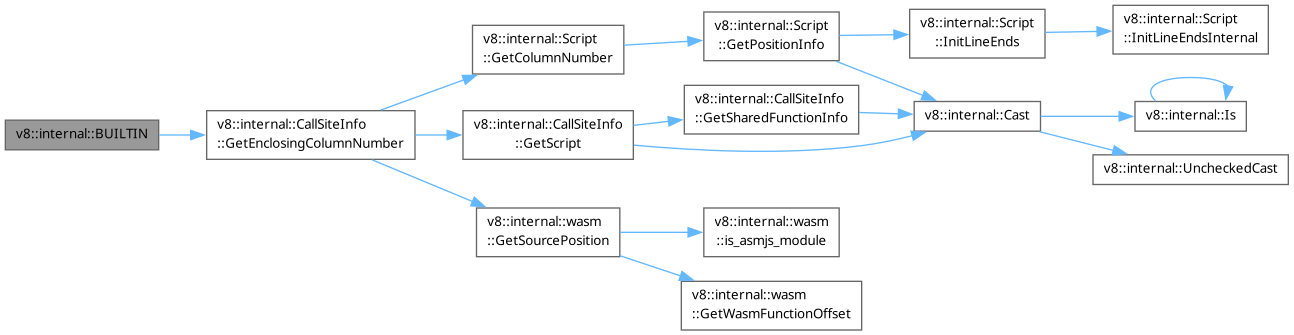 v8::internal::BUILTIN
v8::internal::CallSiteInfo
::GetEnclosingColumnNumber
v8::internal::Script
::GetColumnNumber
v8::internal::Script
::GetPositionInfo
v8::internal::Script
::InitLineEnds
v8::internal::Script
::InitLineEndsInternal
v8::internal::CallSiteInfo
::GetScript
v8::internal::CallSiteInfo
::GetSharedFunctionInfo
v8::internal::Cast
v8::internal::Is
v8::internal::UncheckedCast
v8::internal::wasm
::GetSourcePosition
v8::internal::wasm
::is_asmjs_module
v8::internal::wasm
::GetWasmFunctionOffset